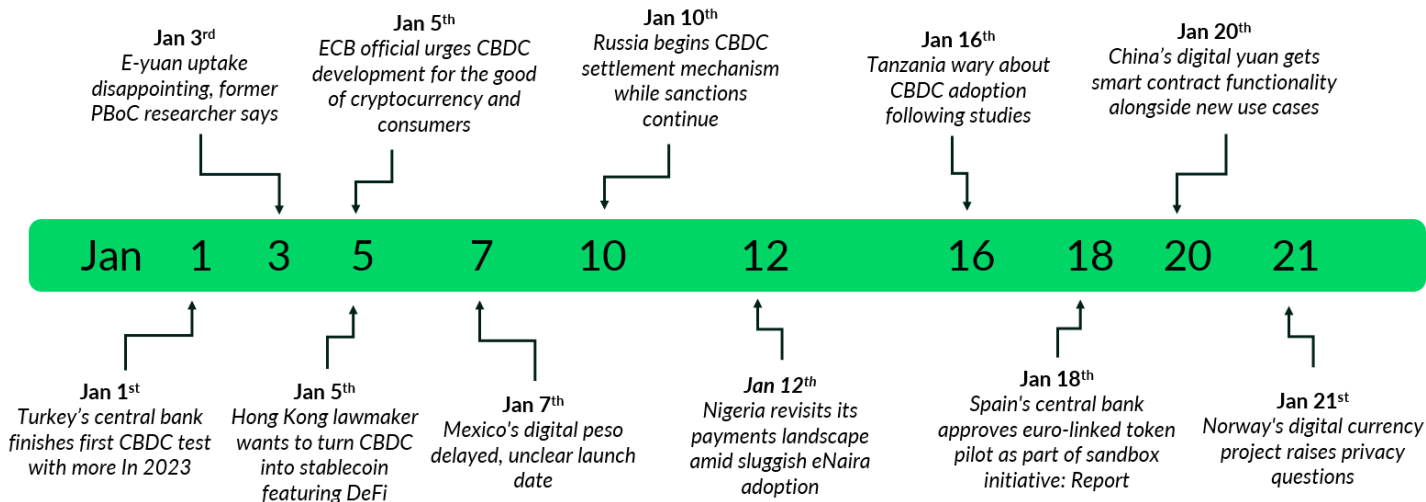 Jan 3rd
E-yuan uptake
disappointing, former
PBoC researcher says
Jan 5th
ECB official urges CBDC
development for the good
of cryptocurrency and
consumers
Jan 10th
Russia begins CBDC
settlement mechanism
while sanctions
continue
Jan 16th
Tanzania wary about
CBDC adoption
following studies
Jan 20th
China's digital yuan gets
smart contract functionality
alongside new use cases
Jan 1 3 5 7 10 12 16 18 20 21
Jan 1st
Turkey's central bank
finishes first CBDC test
with more In 2023
Jan 5th
Hong Kong lawmaker
wants to turn CBDC
into stablecoin
featuring DeFi
Jan 7th
Mexico's digital peso
delayed, unclear launch
date
Jan 12th
Nigeria revisits its
payments landscape
amid sluggish eNaira
adoption
Jan 18th
Spain's central bank
approves euro-linked token
pilot as part of sandbox
initiative: Report
Jan 21st
Norway's digital currency
project raises privacy
questions